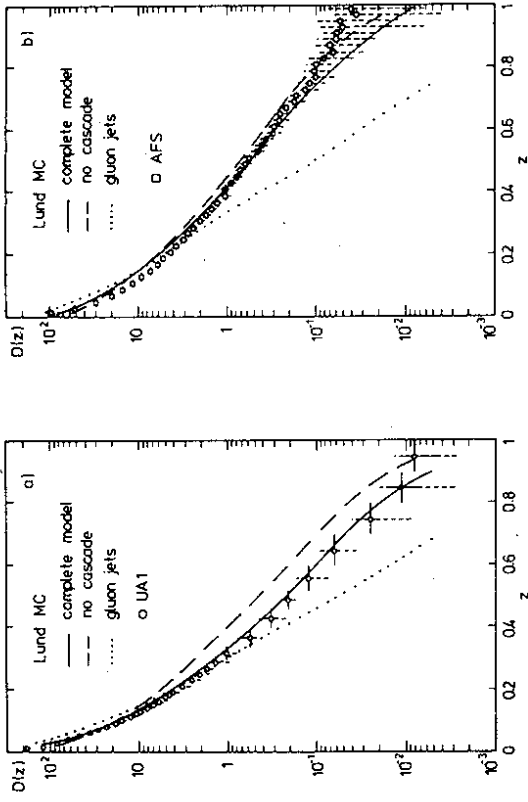 a)
D(z)
Lund MC
complete model
no cascade
gluon jets
UA1
10²
10
1
10⁻¹
10⁻²
10⁻³
0
0.2
0.4
0.6
0.8
1
z
b)
D(z)
Lund MC
complete model
no cascade
gluon jets
AFS
10²
10
1
10⁻¹
10⁻²
10⁻³
0
0.2
0.4
0.6
0.8
1
z